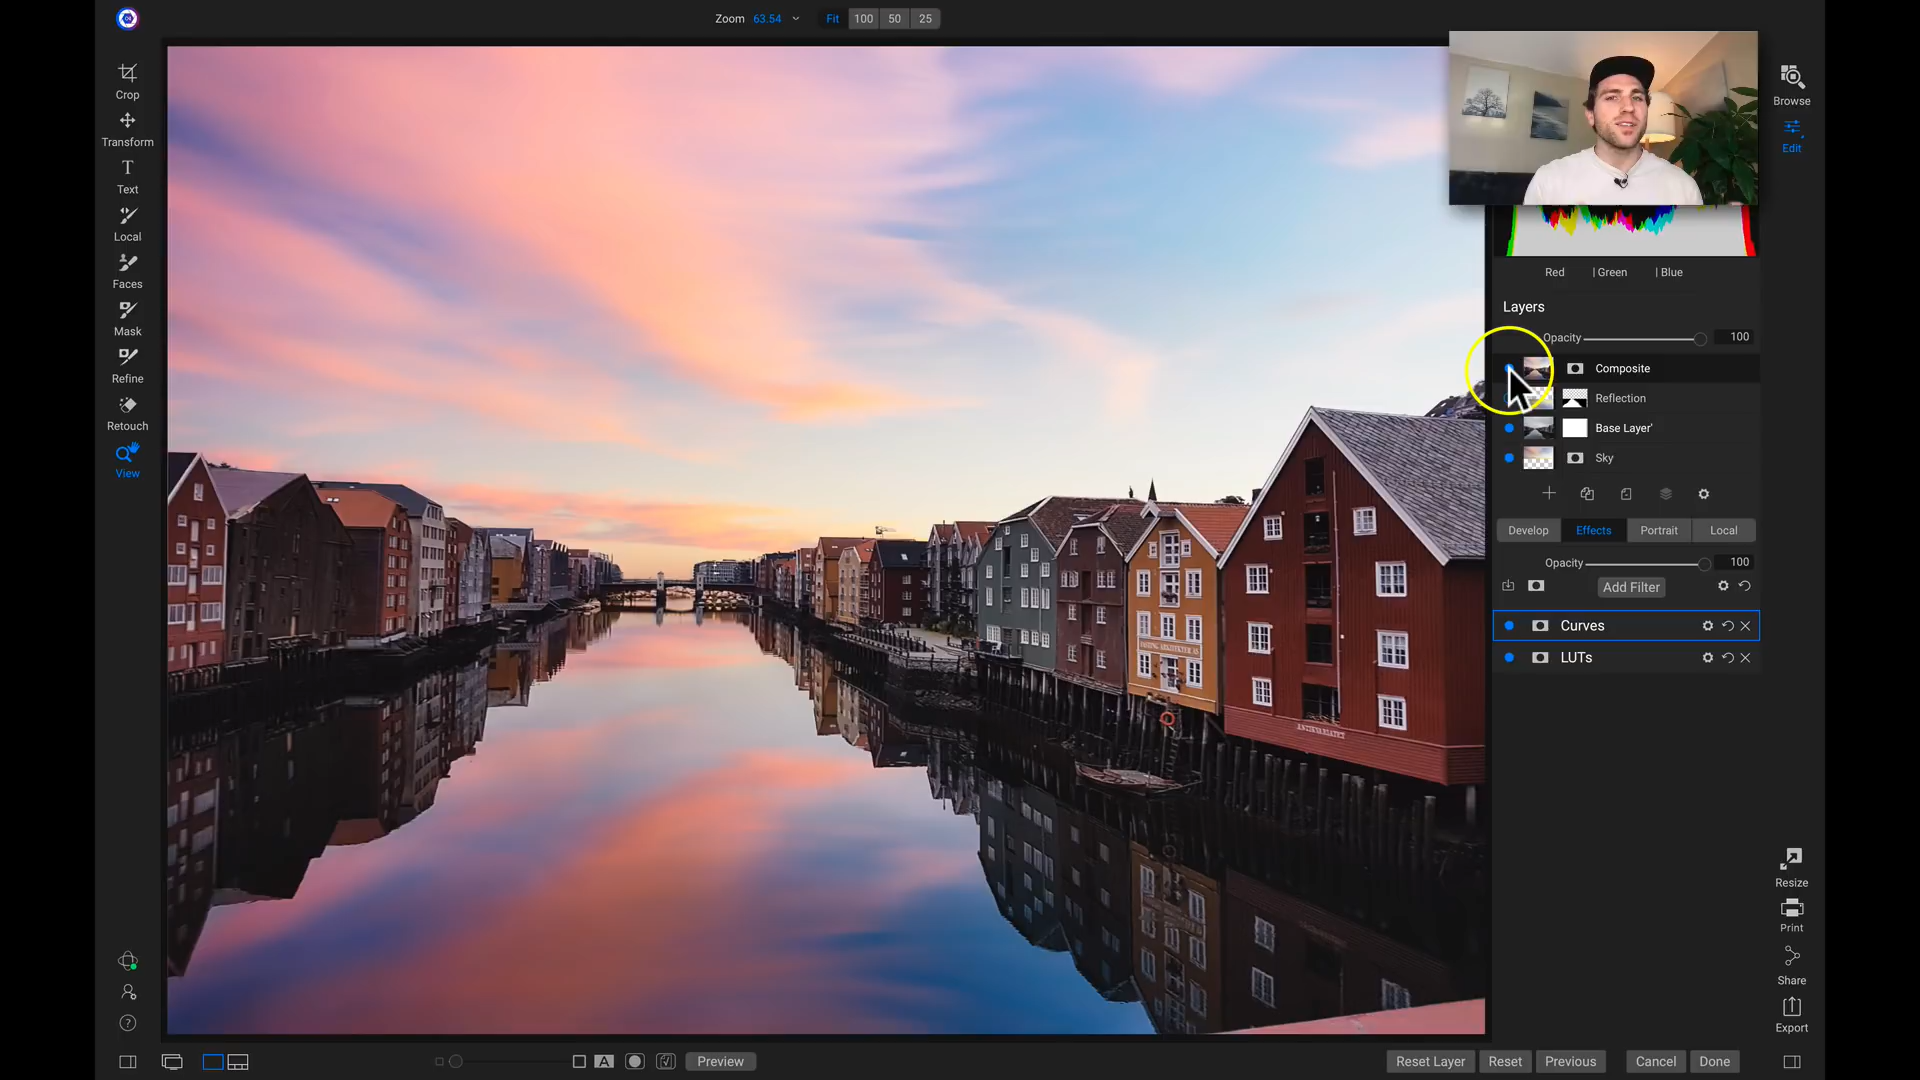 Zoom 63.54 Fit 100 50 25
Crop
Transform
Text
Local
Faces
Mask
Refine
Retouch
View
Browse
Edit
Red | Green | Blue
Layers
Opacity 100
Composite
Reflection
Base Layer'
Sky
Develop Effects Portrait Local
Opacity 100
Add Filter
Curves
LUTs
ANTIKVARIATET
Resize
Print
Share
Export
A Preview
Reset Layer Reset Previous Cancel Done